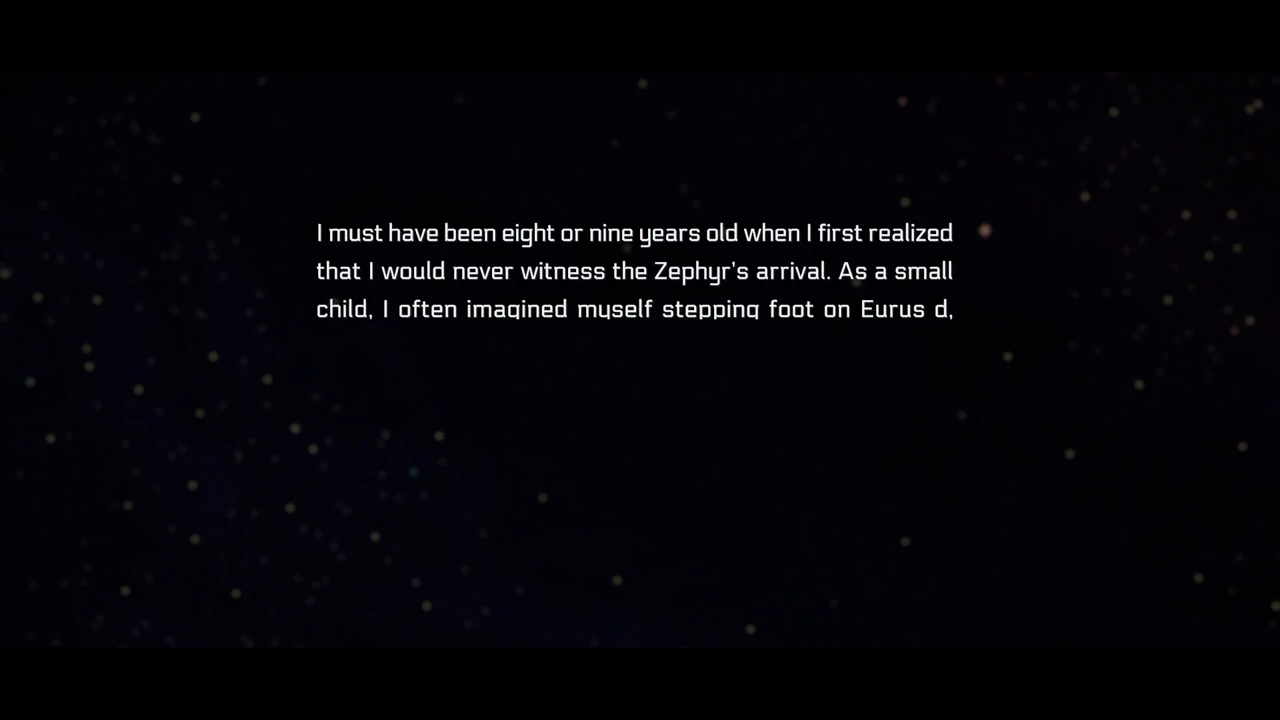 I must have been eight or nine years old when I first realized
that I would never witness the Zephyr's arrival. As a small
child, I often imagined myself stepping foot on Eurus d,